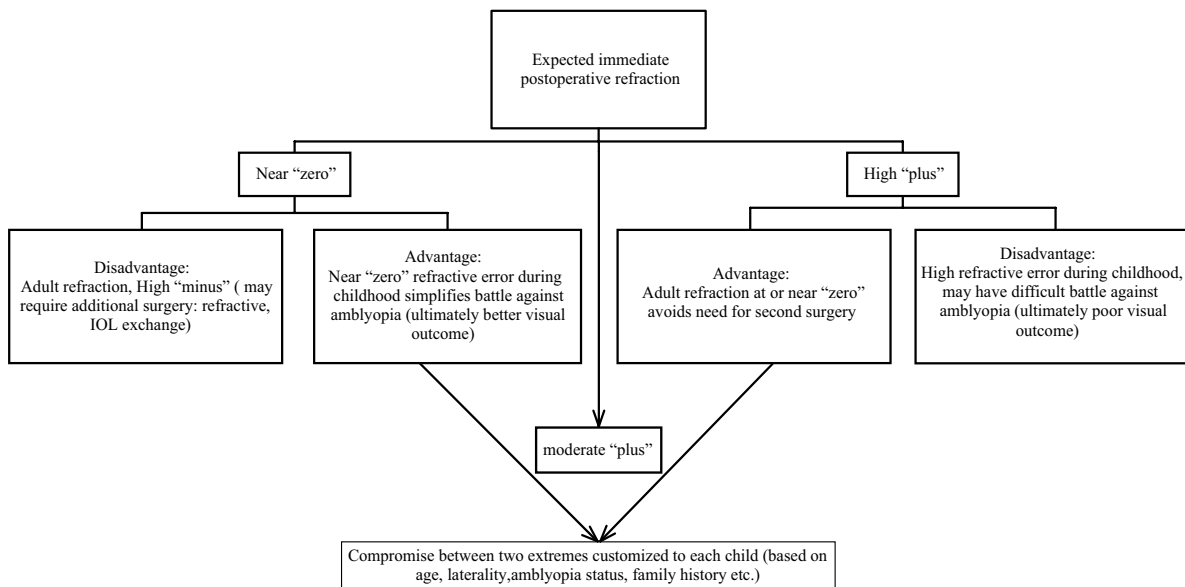 Expected immediate
postoperative refraction
Near “zero”
High “plus”
Disadvantage:
Adult refraction, High “minus” ( may
require additional surgery: refractive,
IOL exchange)
Advantage:
Near “zero” refractive error during
childhood simplifies battle against
amblyopia (ultimately better visual
outcome)
Advantage:
Adult refraction at or near “zero”
avoids need for second surgery
Disadvantage:
High refractive error during childhood,
may have difficult battle against
amblyopia (ultimately poor visual
outcome)
moderate “plus”
Compromise between two extremes customized to each child (based on
age, laterality,amblyopia status, family history etc.)